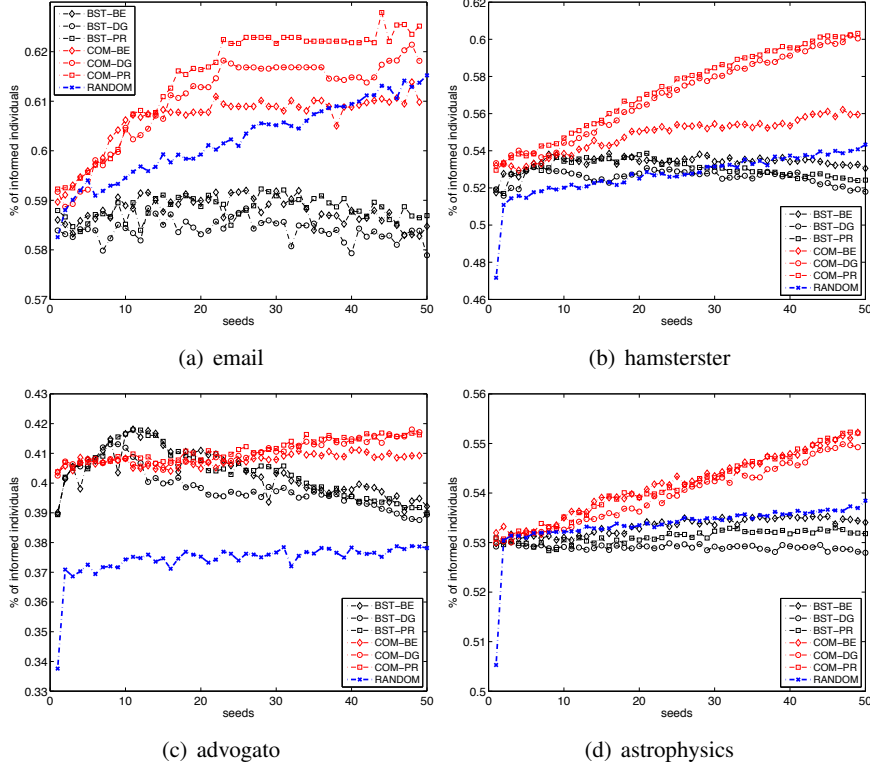 BST−BE
BST−DG
BST−PR
COM−BE
COM−DG
COM−PR
RANDOM
0.62
0.61
0.6
0.59
0.58
0.57
0 10 20 30 40 50
% of informed individuals
seeds
(a) email
0.62
0.6
0.58
0.56
0.54
0.52
0.5
0.48
0.46
0 10 20 30 40 50
% of informed individuals
seeds
BST−BE
BST−DG
BST−PR
COM−BE
COM−DG
COM−PR
RANDOM
(b) hamsterster
0.43
0.42
0.41
0.4
0.39
0.38
0.37
0.36
0.35
0.34
0.33
0 10 20 30 40 50
% of informed individuals
seeds
BST−BE
BST−DG
BST−PR
COM−BE
COM−DG
COM−PR
RANDOM
(c) advogato
0.56
0.55
0.54
0.53
0.52
0.51
0.5
0 10 20 30 40 50
% of informed individuals
seeds
BST−BE
BST−DG
BST−PR
COM−BE
COM−DG
COM−PR
RANDOM
(d) astrophysics